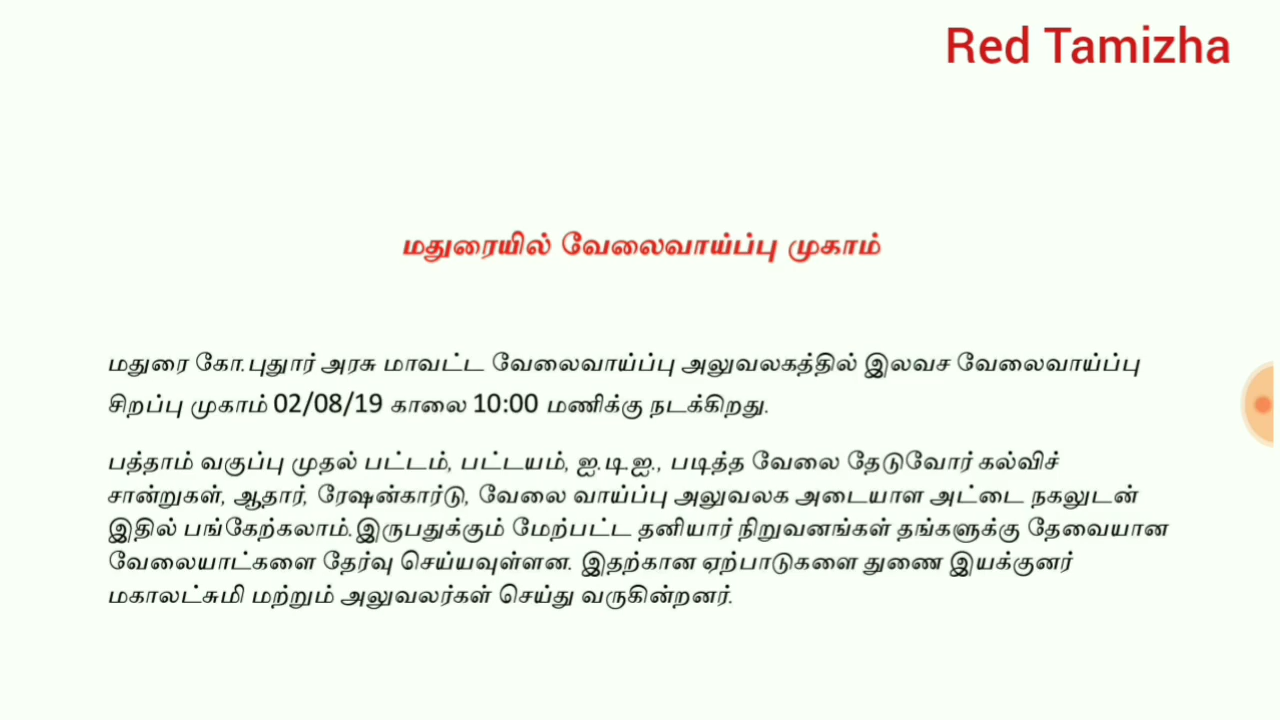 Red Tamizha
மதுரையில் வேலைவாய்ப்பு முகாம்
மதுரை கோ.புதுார் அரசு மாவட்ட வேலைவாய்ப்பு அலுவலகத்தில் இலவச வேலைவாய்ப்பு
சிறப்பு முகாம் 02/08/19 காலை 10:00 மணிக்கு நடக்கிறது.
பத்தாம் வகுப்பு முதல் பட்டம், பட்டயம், ஐ.டி.ஐ., படித்த வேலை தேடுவோர் கல்விச்
சான்றுகள், ஆதார், ரேஷன்கார்டு, வேலை வாய்ப்பு அலுவலக அடையாள அட்டை நகலுடன்
இதில் பங்கேற்கலாம்.இருபதுக்கும் மேற்பட்ட தனியார் நிறுவனங்கள் தங்களுக்கு தேவையான
வேலையாட்களை தேர்வு செய்யவுள்ளன. இதற்கான ஏற்பாடுகளை துணை இயக்குனர்
மகாலட்சுமி மற்றும் அலுவலர்கள் செய்து வருகின்றனர்.